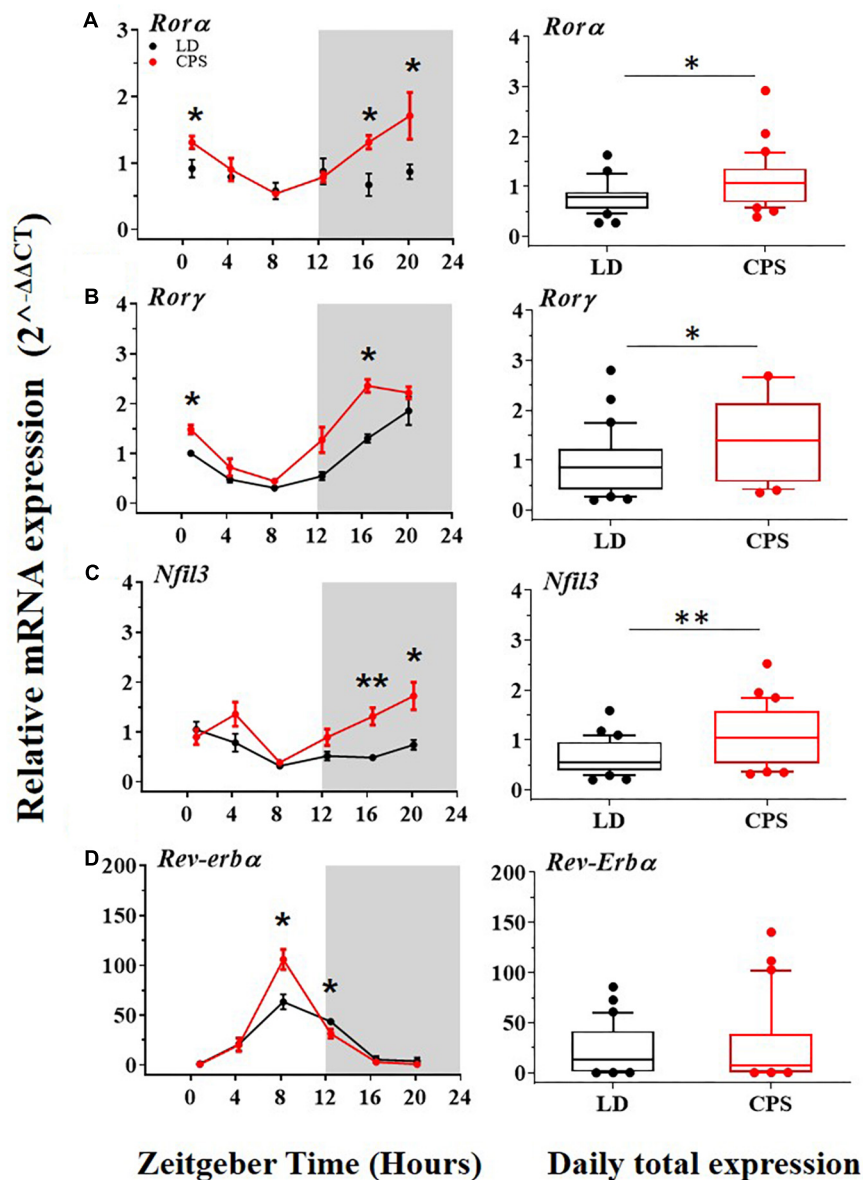 Relative mRNA expression (2^-ΔΔCT)
A
Rorα
LD
CPS
3
2
1
0
*
*
*
0 4 8 12 16 20 24
Rorα
4
3
2
1
0
*
LD CPS
B
Rorγ
4
3
2
1
0
*
*
0 4 8 12 16 20 24
Rorγ
4
3
2
1
0
*
LD CPS
C
Nfil3
4
3
2
1
0
**
*
0 4 8 12 16 20 24
Nfil3
4
3
2
1
0
**
LD CPS
D
Rev-erbα
200
150
100
50
0
*
*
0 4 8 12 16 20 24
Rev-Erbα
200
150
100
50
0
LD CPS
Zeitgeber Time (Hours)
Daily total expression